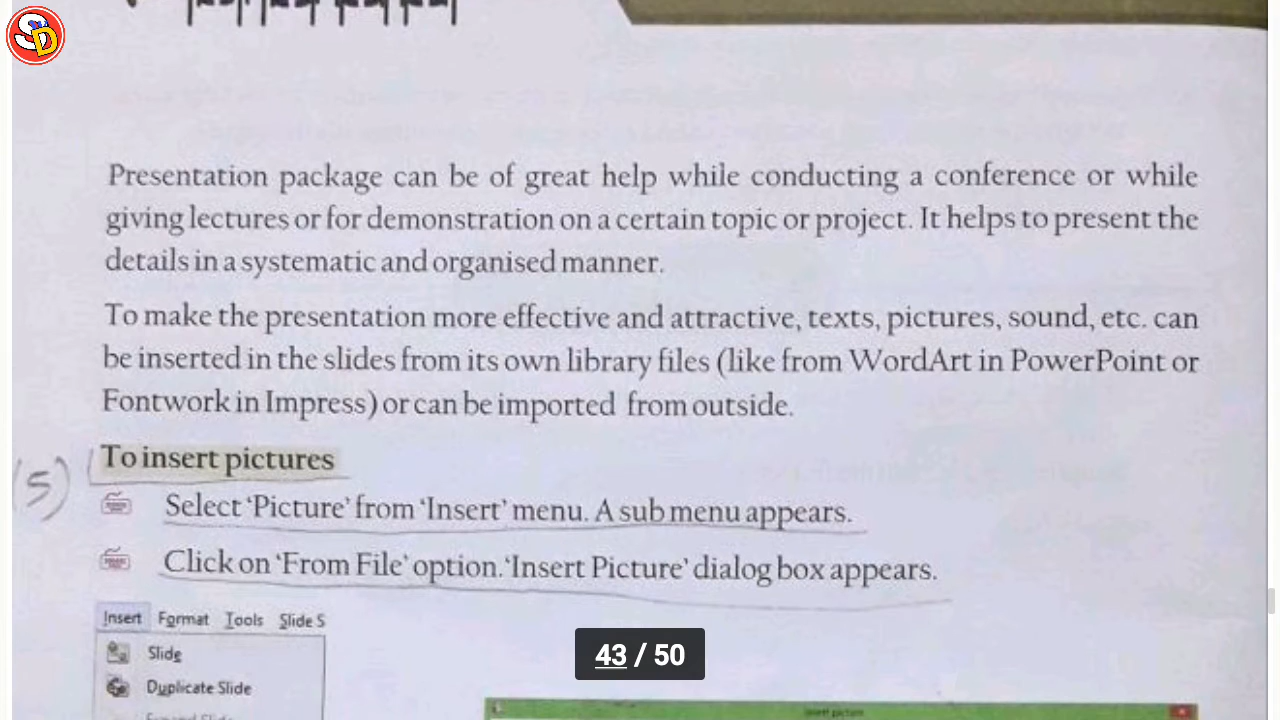 SD
Presentation package can be of great help while conducting a conference or while
giving lectures or for demonstration on a certain topic or project. It helps to present the
details in a systematic and organised manner.
To make the presentation more effective and attractive, texts, pictures, sound, etc. can
be inserted in the slides from its own library files (like from WordArt in PowerPoint or
Fontwork in Impress) or can be imported from outside.
(5) To insert pictures
Select ‘Picture’ from ‘Insert’ menu. A sub menu appears.
Click on ‘From File’ option. ‘Insert Picture’ dialog box appears.
Insert Format Tools Slide S
Slide
Duplicate Slide
Expand Slide
Insert picture
43 / 50